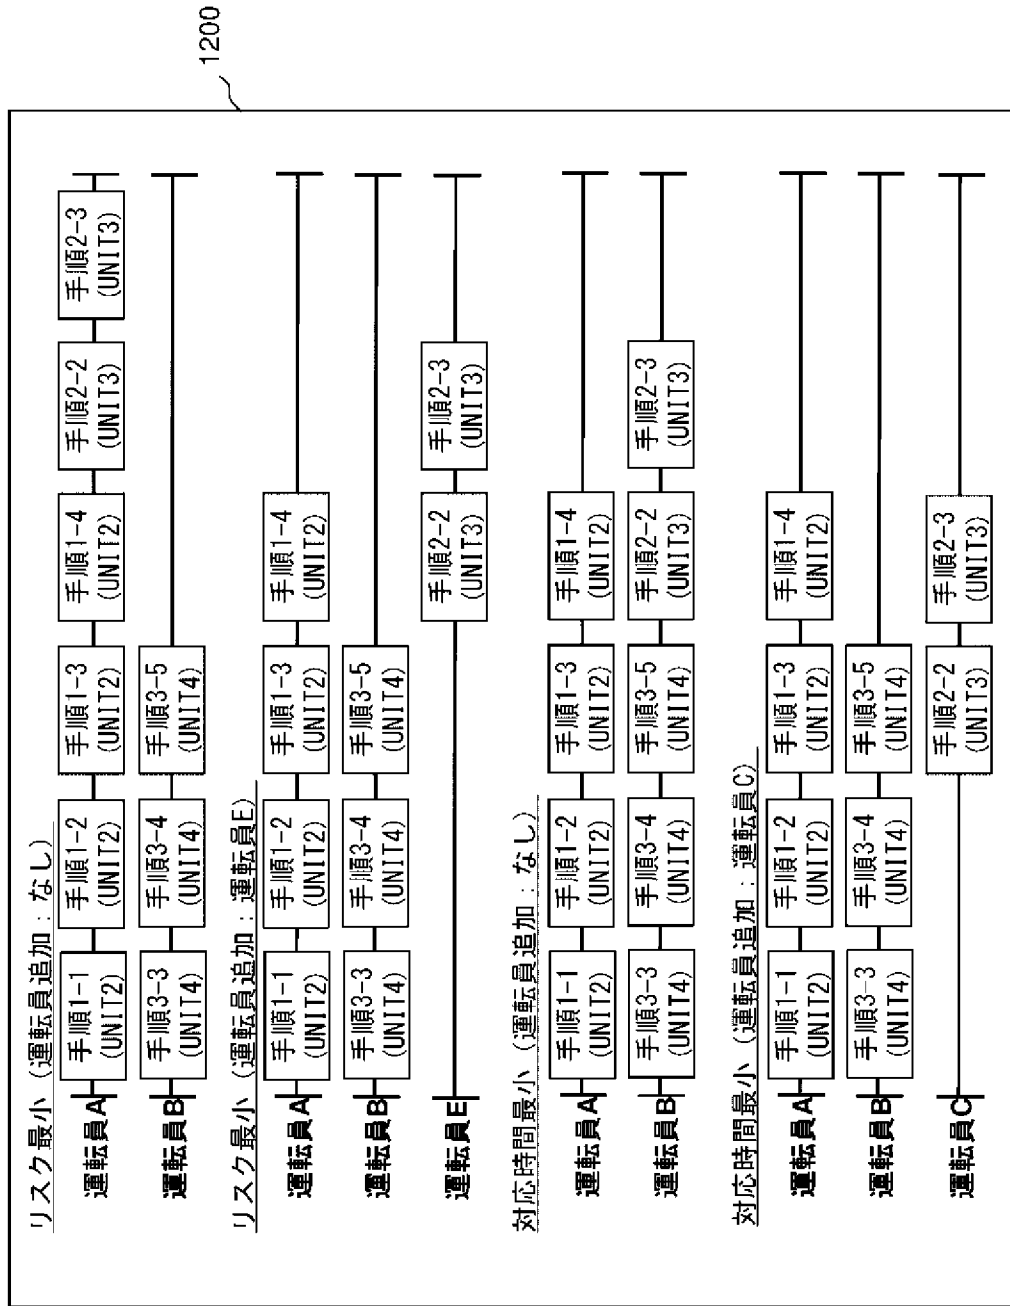 1200
リスク最小（運転員追加：なし）
運転員A
手順1-1
(UNIT2)
手順1-2
(UNIT2)
手順1-3
(UNIT2)
手順1-4
(UNIT2)
手順2-2
(UNIT3)
手順2-3
(UNIT3)
運転員B
手順3-3
(UNIT4)
手順3-4
(UNIT4)
手順3-5
(UNIT4)
リスク最小（運転員追加：運転員E）
運転員A
手順1-1
(UNIT2)
手順1-2
(UNIT2)
手順1-3
(UNIT2)
手順1-4
(UNIT2)
運転員B
手順3-3
(UNIT4)
手順3-4
(UNIT4)
手順3-5
(UNIT4)
運転員E
手順2-2
(UNIT3)
手順2-3
(UNIT3)
対応時間最小（運転員追加：なし）
運転員A
手順1-1
(UNIT2)
手順1-2
(UNIT2)
手順1-3
(UNIT2)
手順1-4
(UNIT2)
運転員B
手順3-3
(UNIT4)
手順3-4
(UNIT4)
手順3-5
(UNIT4)
手順2-2
(UNIT3)
手順2-3
(UNIT3)
対応時間最小（運転員追加：運転員C）
運転員A
手順1-1
(UNIT2)
手順1-2
(UNIT2)
手順1-3
(UNIT2)
手順1-4
(UNIT2)
運転員B
手順3-3
(UNIT4)
手順3-4
(UNIT4)
手順3-5
(UNIT4)
運転員C
手順2-2
(UNIT3)
手順2-3
(UNIT3)